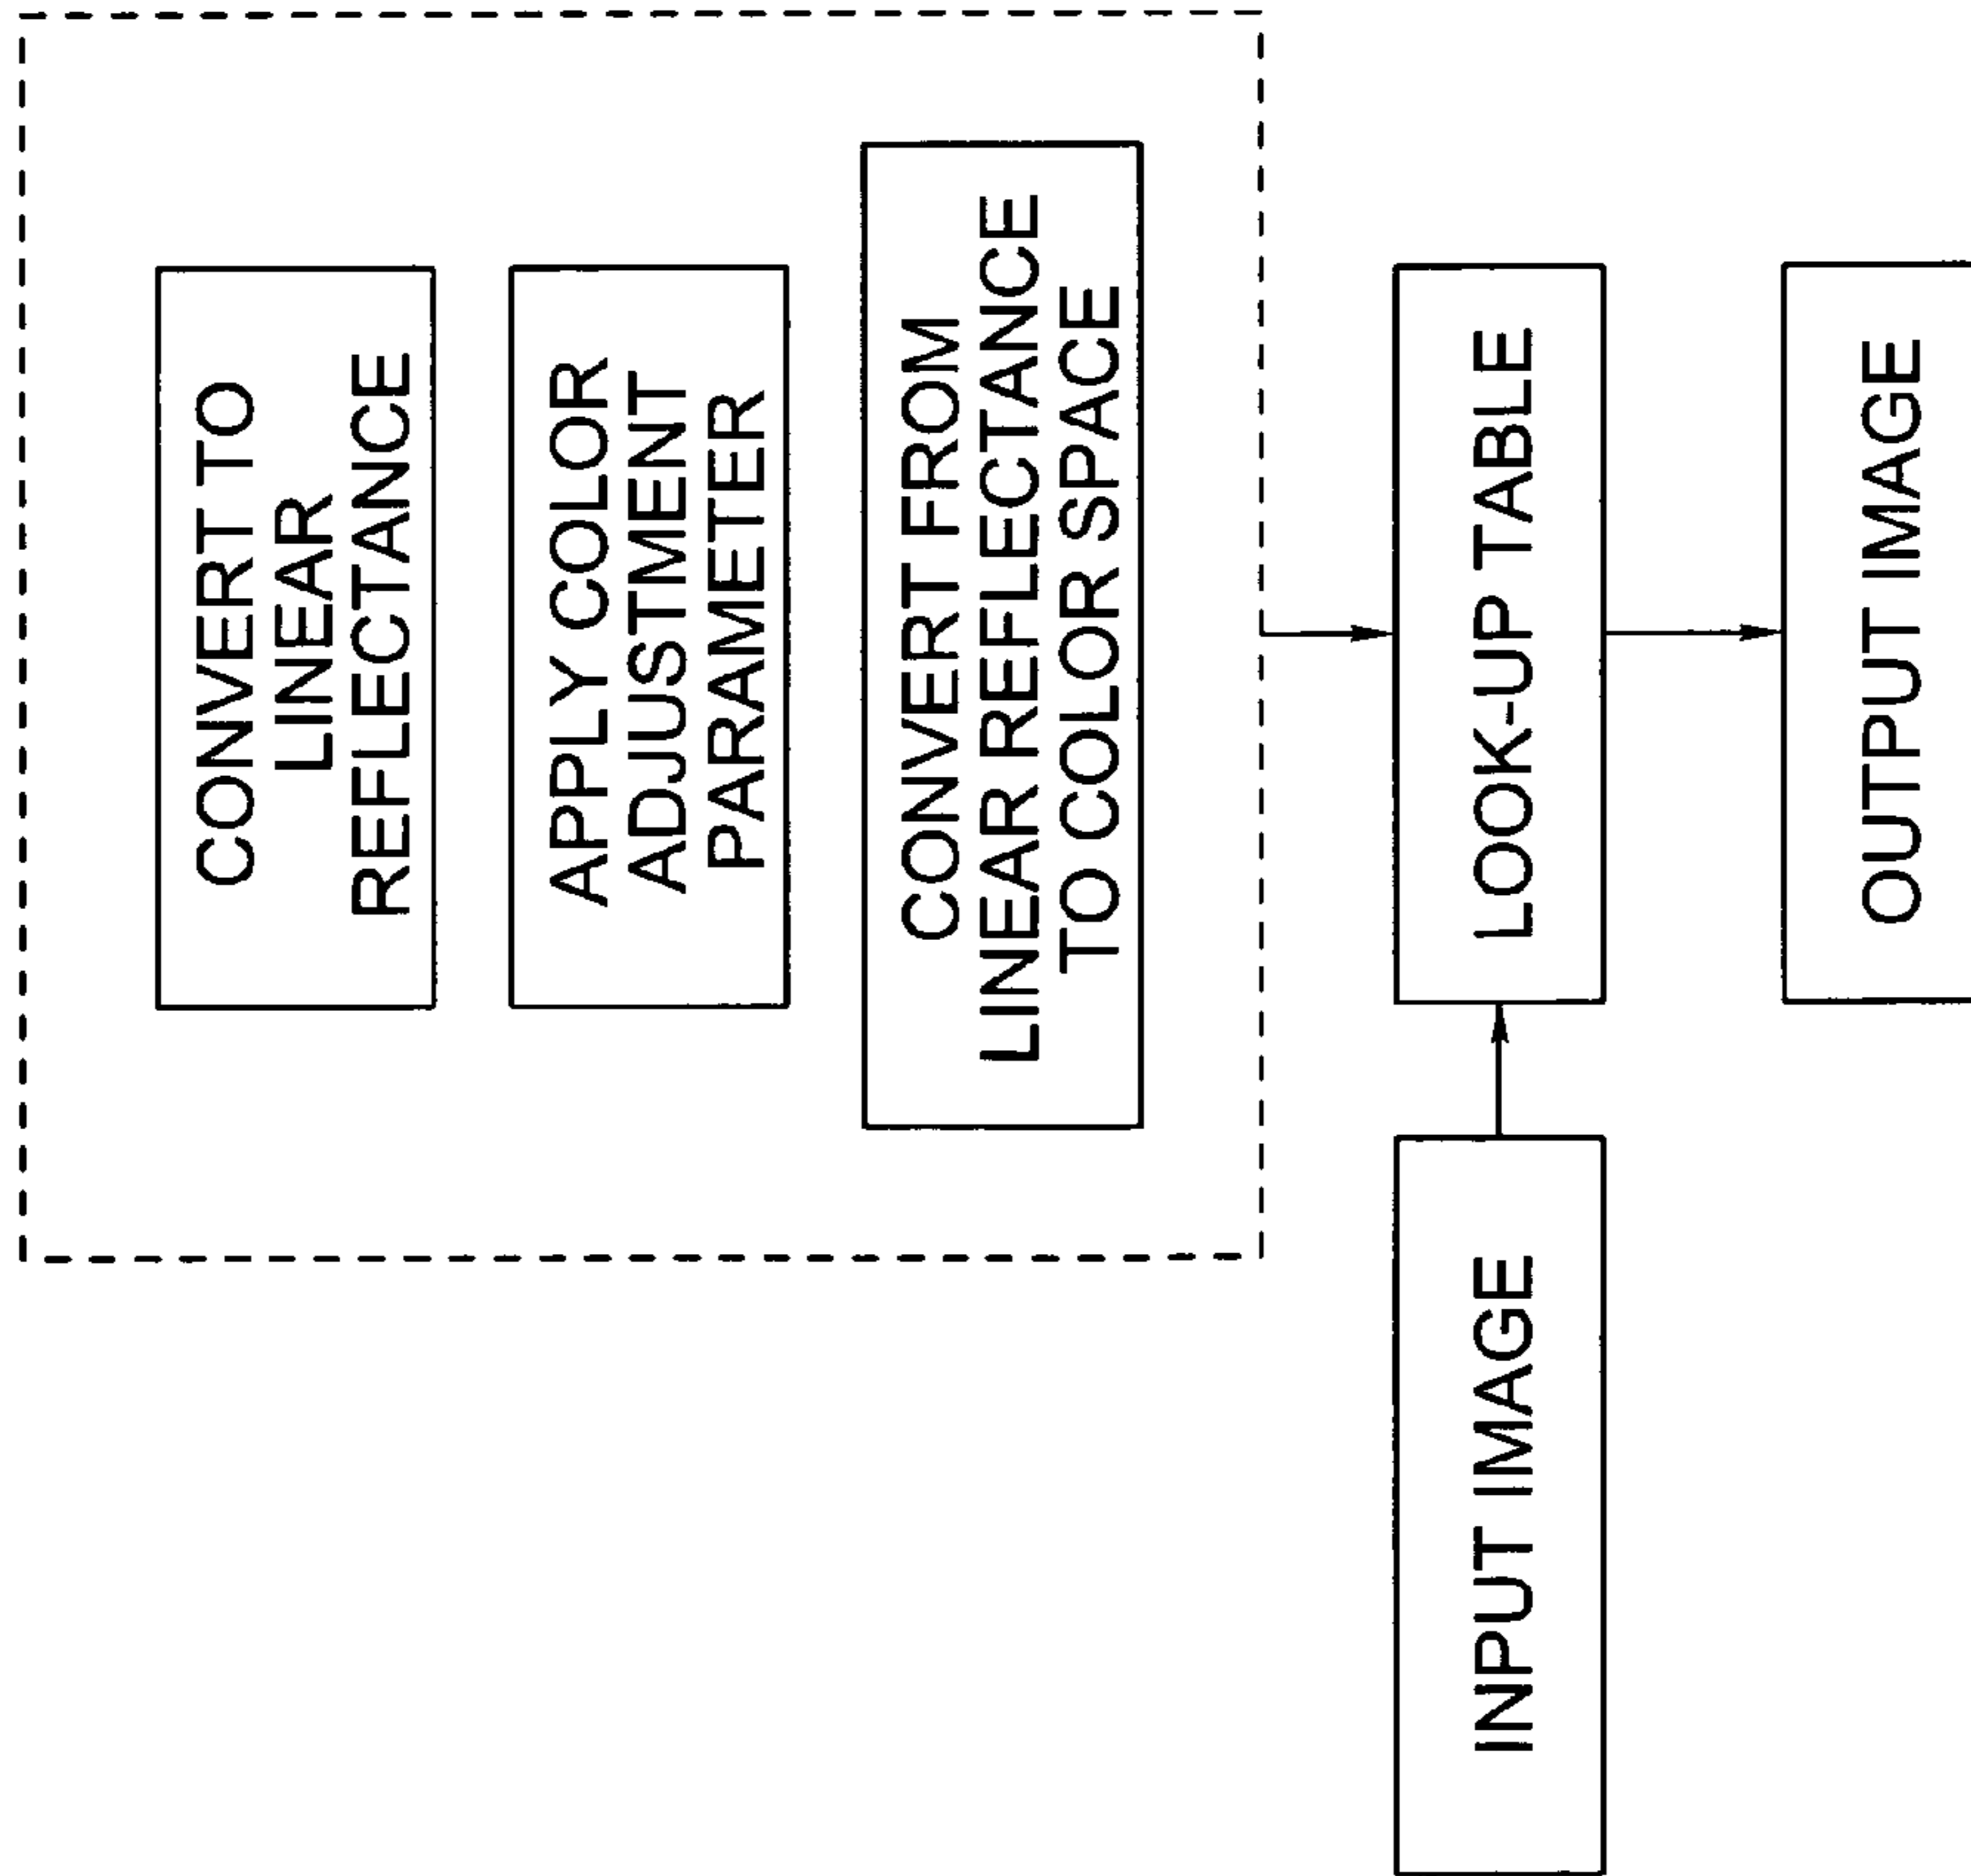 CONVERT TO
LINEAR
REFLECTANCE
APPLY COLOR
ADJUSTMENT
PARAMETER
CONVERT FROM
LINEAR REFLECTANCE
TO COLOR SPACE
INPUT IMAGE
LOOK-UP TABLE
OUTPUT IMAGE